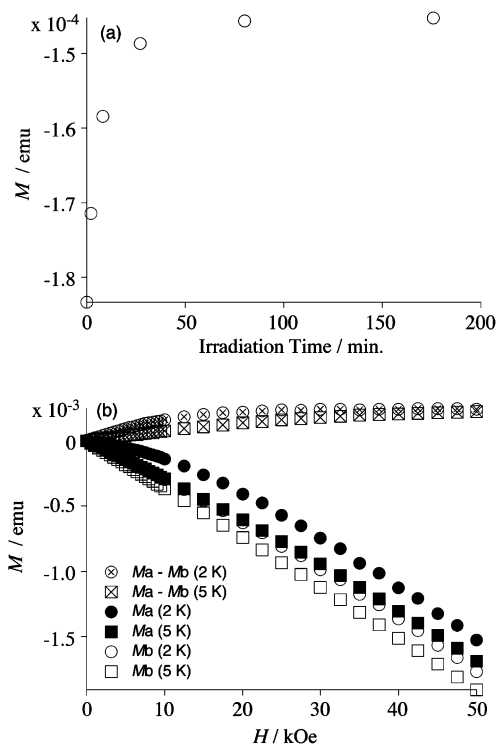 x 10-4
(a)
-1.5
-1.6
-1.7
-1.8
M / emu
0
50
100
150
200
Irradiation Time / min.
x 10-3
(b)
0
-0.5
-1.0
-1.5
M / emu
Ma - Mb (2 K)
Ma - Mb (5 K)
Ma (2 K)
Ma (5 K)
Mb (2 K)
Mb (5 K)
0
10
20
30
40
50
H / kOe